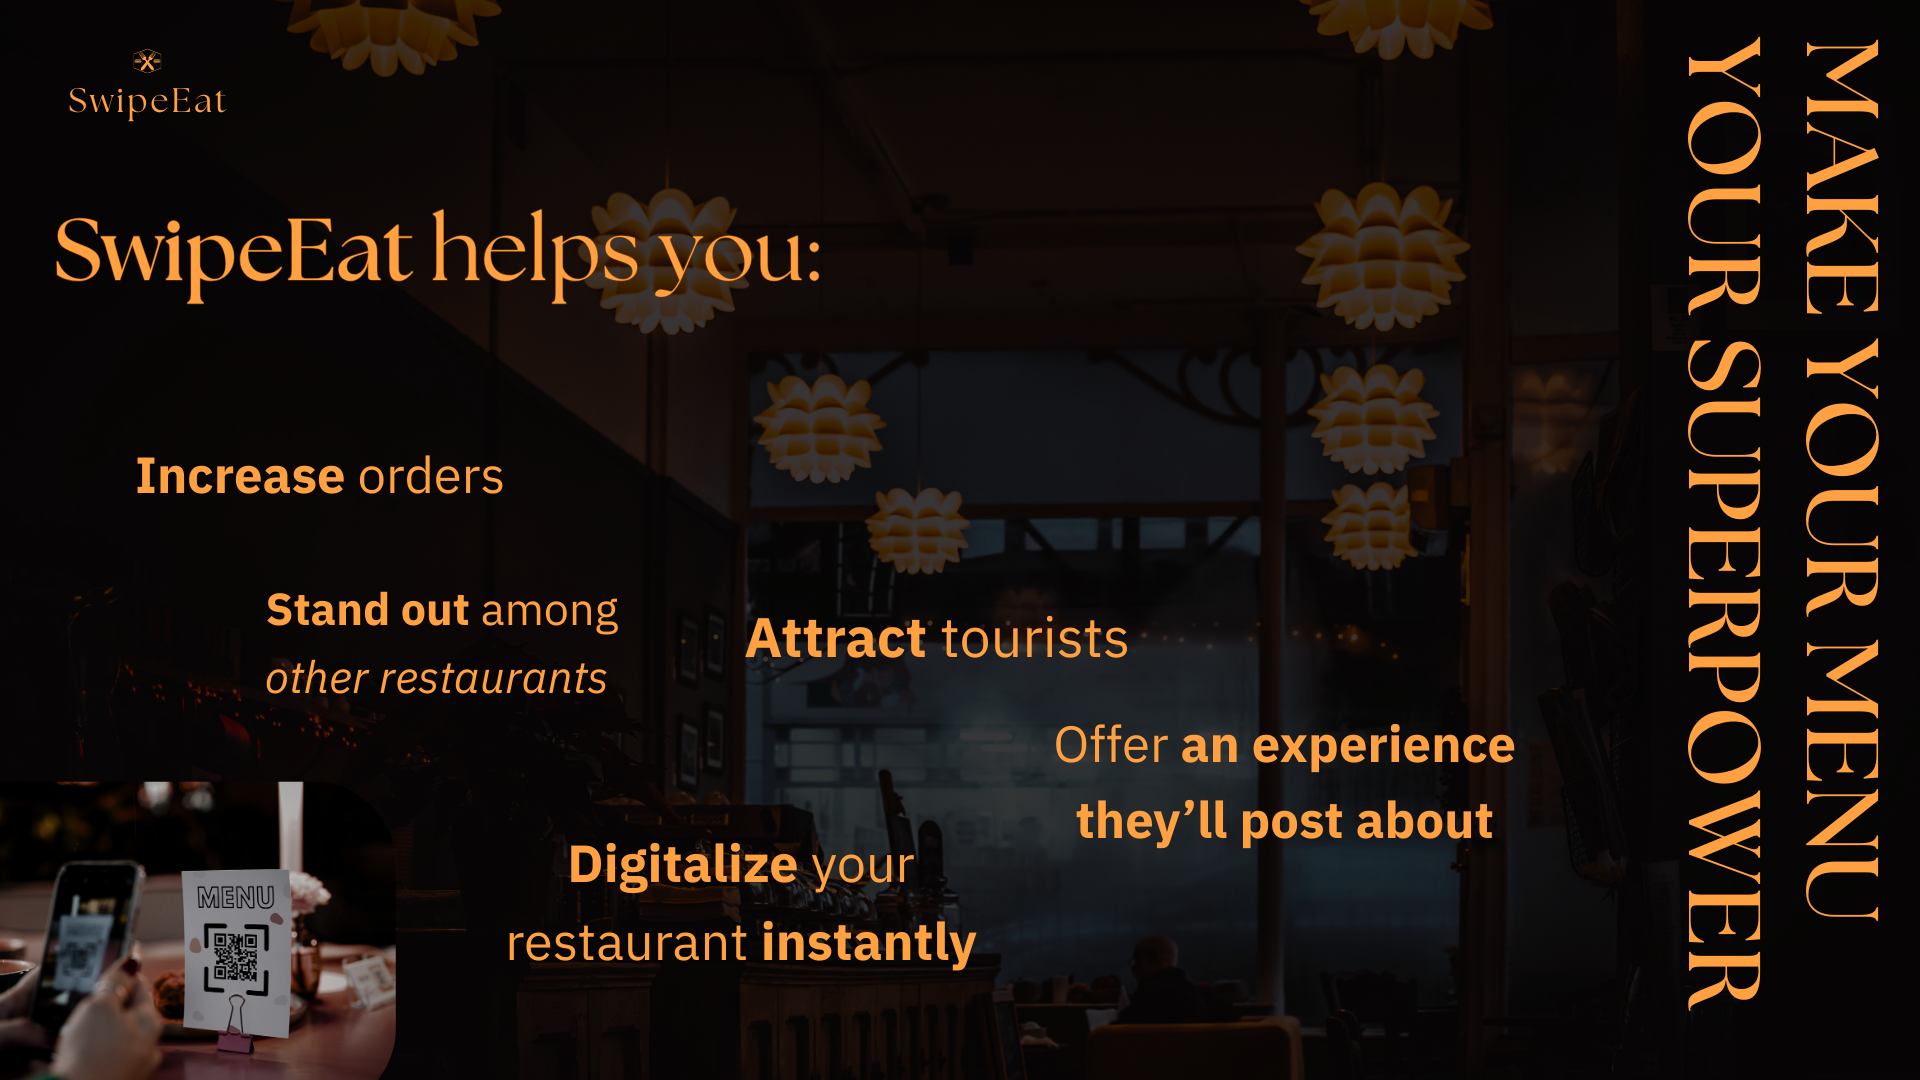 SwipeEat
SwipeEat helps you:
Increase orders
Stand out among
other restaurants
Attract tourists
Offer an experience
they’ll post about
Digitalize your
restaurant instantly
MENU
MAKE YOUR MENU
YOUR SUPERPOWER